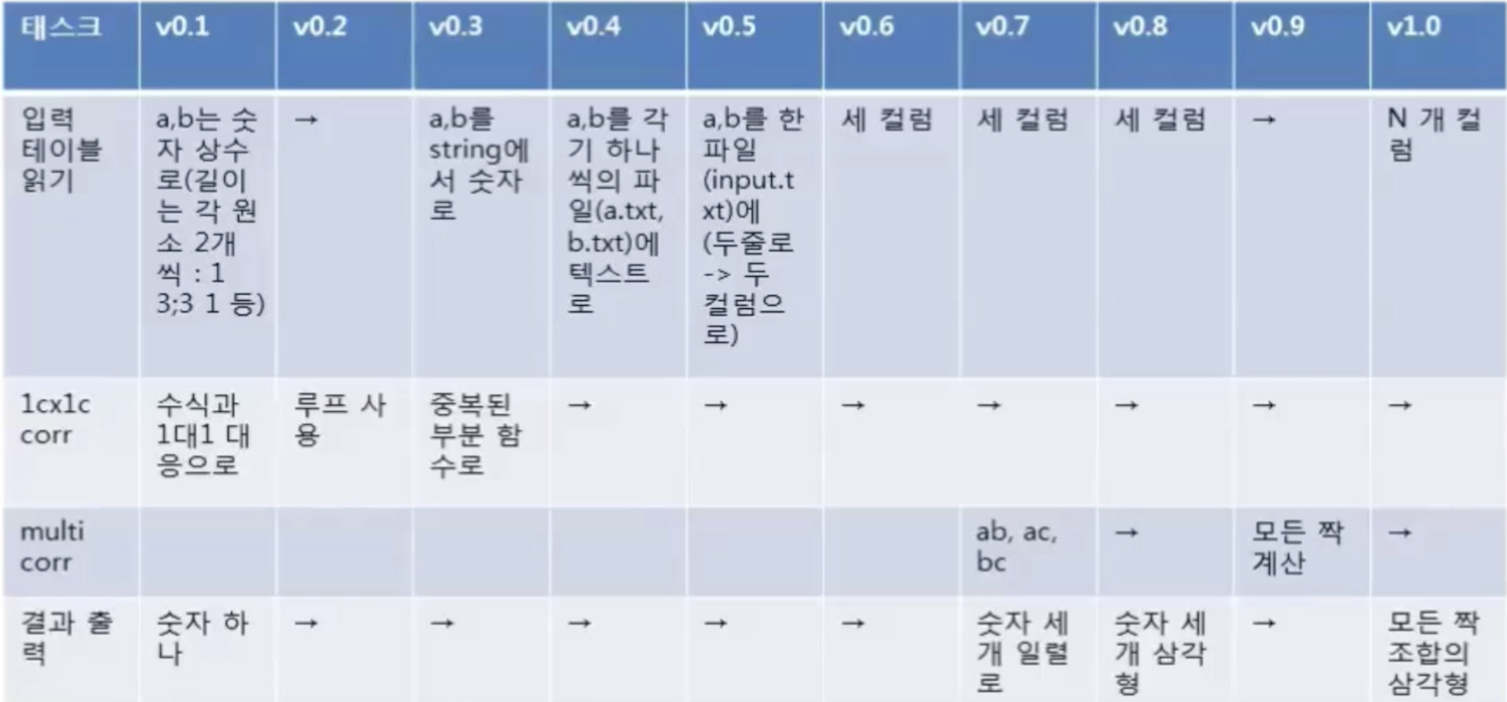 태스크 v0.1 v0.2 v0.3 v0.4 v0.5 v0.6 v0.7 v0.8 v0.9 v1.0
입력
테이블
읽기
a,b는 숫
자 상수
로(길이
는 각 원
소 2개
씩 : 1
3;3 1 등)
→
a,b를
string에
서 숫자
로
a,b를 각
기 하나
씩의 파
일(a.txt,
b.txt)에
텍스트
로
a,b를 한
파일
(input.t
xt)에
(두줄로
-> 두
컬럼으
로)
세 컬럼
세 컬럼
세 컬럼
→
N 개 컬
럼
1cx1c
corr
수식과
1대1 대
응으로
루프 사
용
중복된
부분 함
수로
→
→
→
→
→
→
→
multi
corr
ab, ac,
bc
→
모든 짝
계산
→
결과 출
력
숫자 하
나
→
→
→
→
→
숫자 세
개 일렬
로
숫자 세
개 삼각
형
→
모든 짝
조합의
삼각형